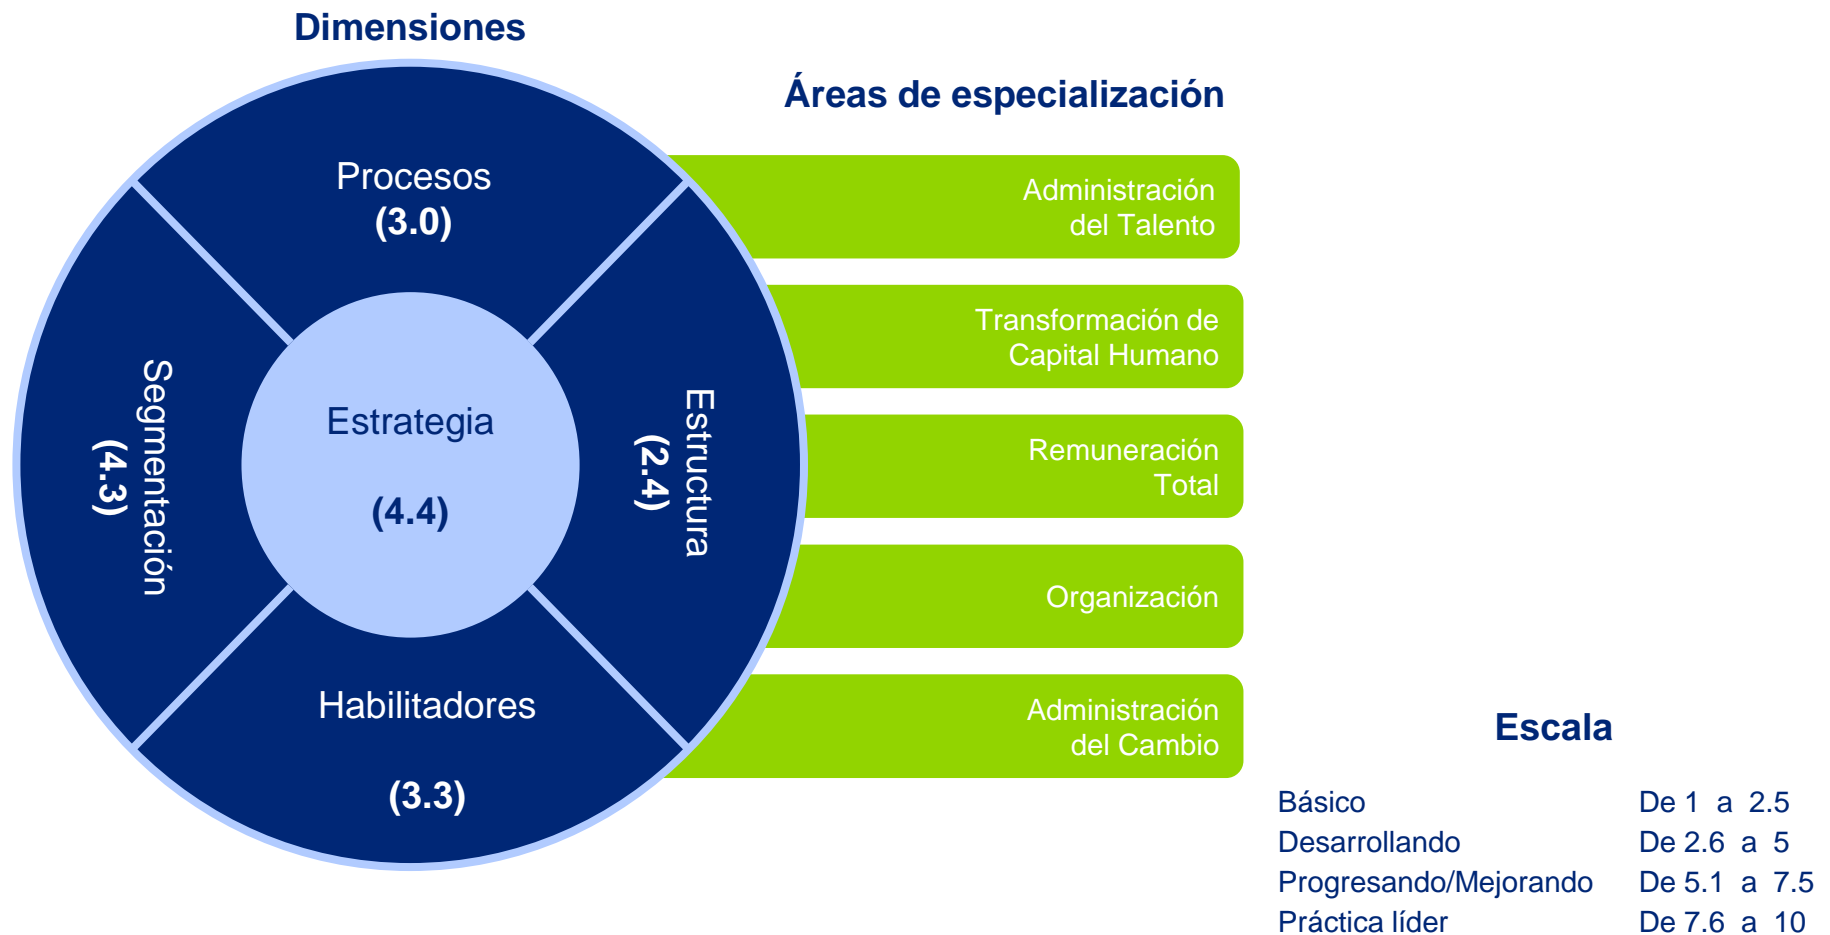 Dimensiones
Procesos
(3.0)
Segmentación
(4.3)
Estrategia
(4.4)
Estructura
(2.4)
Habilitadores
(3.3)
Áreas de especialización
Administración
del Talento
Transformación de
Capital Humano
Remuneración
Total
Organización
Administración
del Cambio
Escala
Básico De 1 a 2.5
Desarrollando De 2.6 a 5
Progresando/Mejorando De 5.1 a 7.5
Práctica líder De 7.6 a 10